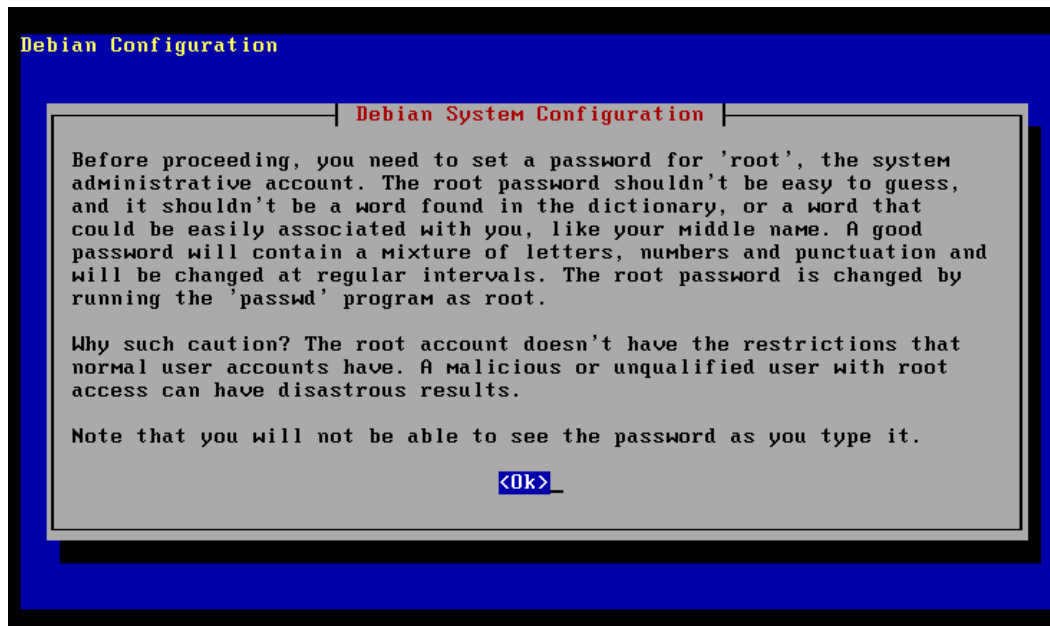 Debian Configuration
Debian System Configuration
Before proceeding, you need to set a password for 'root', the system
administrative account. The root password shouldn't be easy to guess,
and it shouldn't be a word found in the dictionary, or a word that
could be easily associated with you, like your middle name. A good
password will contain a mixture of letters, numbers and punctuation and
will be changed at regular intervals. The root password is changed by
running the 'passwd' program as root.
Why such caution? The root account doesn't have the restrictions that
normal user accounts have. A malicious or unqualified user with root
access can have disastrous results.
Note that you will not be able to see the password as you type it.
<Ok>